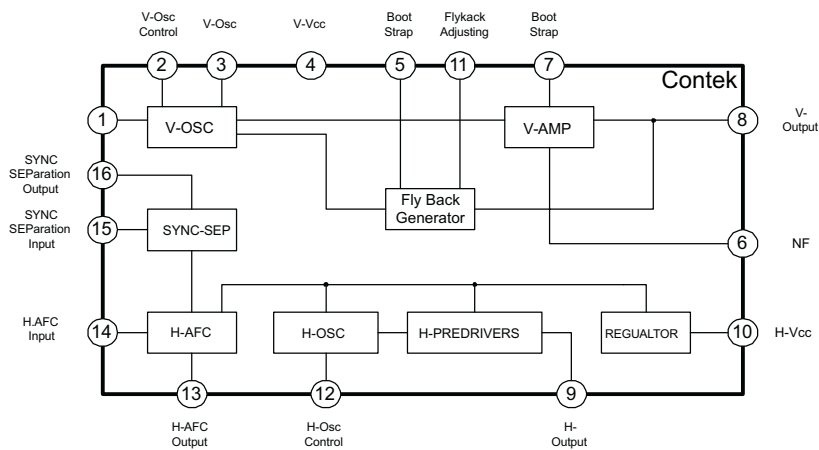 V-Osc
Control
V-Osc
V-Vcc
Boot
Strap
Flykack
Adjusting
Boot
Strap
2
3
4
5
11
7
Contek
1
V-OSC
V-AMP
8
V-
Output
SYNC
SEParation
Output
16
Fly Back
Generator
SYNC
SEParation
Input
15
SYNC-SEP
6
NF
H.AFC
Input
14
H-AFC
H-OSC
H-PREDRIVERS
REGUALTOR
10
H-Vcc
13
12
9
H-AFC
Output
H-Osc
Control
H-
Output